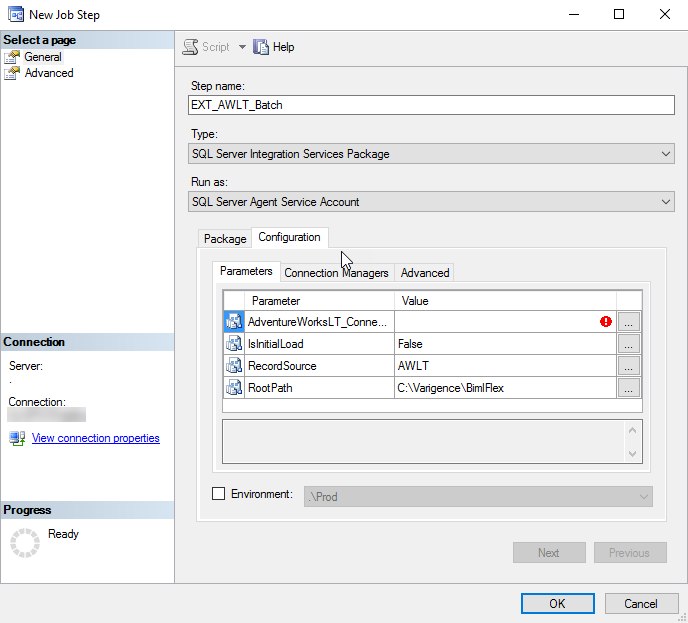 New Job Step
Select a page
General
Advanced
Script
Help
Step name:
EXT_AWLT_Batch
Type:
SQL Server Integration Services Package
Run as:
SQL Server Agent Service Account
Package
Configuration
Parameters
Connection Managers
Advanced
Parameter Value
AdventureWorksLT_Conne...
...
IsInitialLoad False ...
RecordSource AWLT ...
RootPath C:\Varigence\BimlFlex ...
Environment:
.\Prod
Next
Previous
Connection
Server:
.
Connection:
View connection properties
Progress
Ready
OK
Cancel